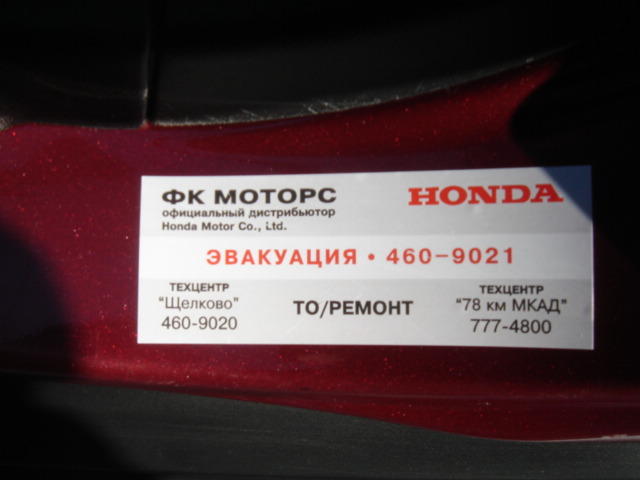 ФК МОТОРС HONDA
официальный дистрибьютор
Honda Motor Co., Ltd.
ЭВАКУАЦИЯ • 460-9021
ТЕХЦЕНТР ТЕХЦЕНТР
"Щелково" ТО/РЕМОНТ "78 км МКАД"
460-9020 777-4800